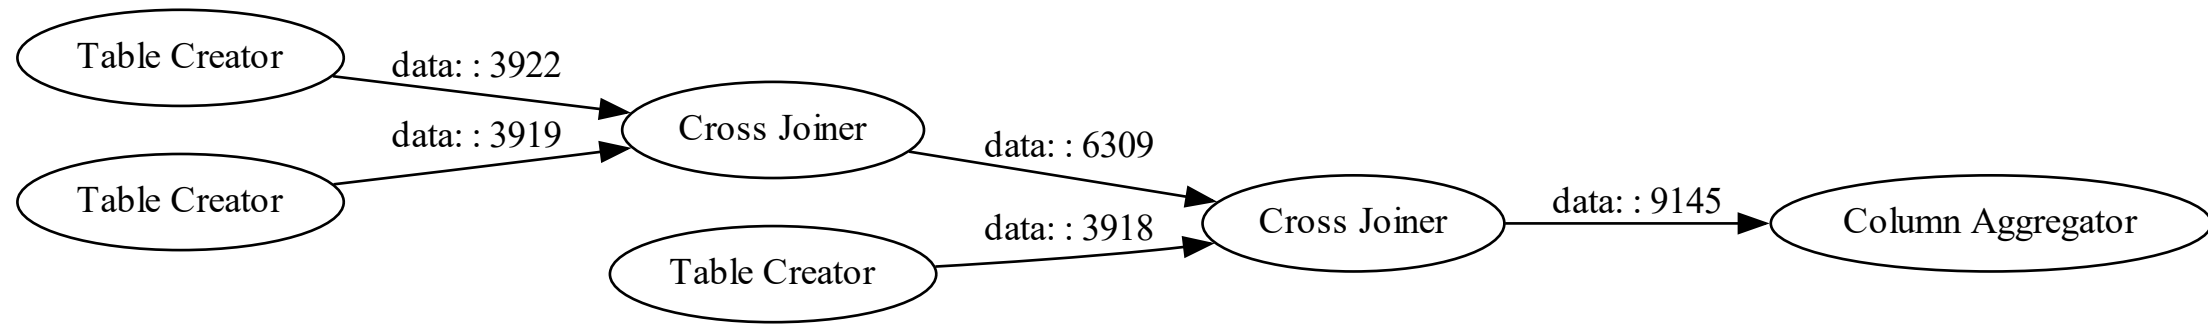 Table Creator
data: : 3922
data: : 3919
Table Creator
Cross Joiner
data: : 6309
data: : 3918
Table Creator
Cross Joiner
data: : 9145
Column Aggregator